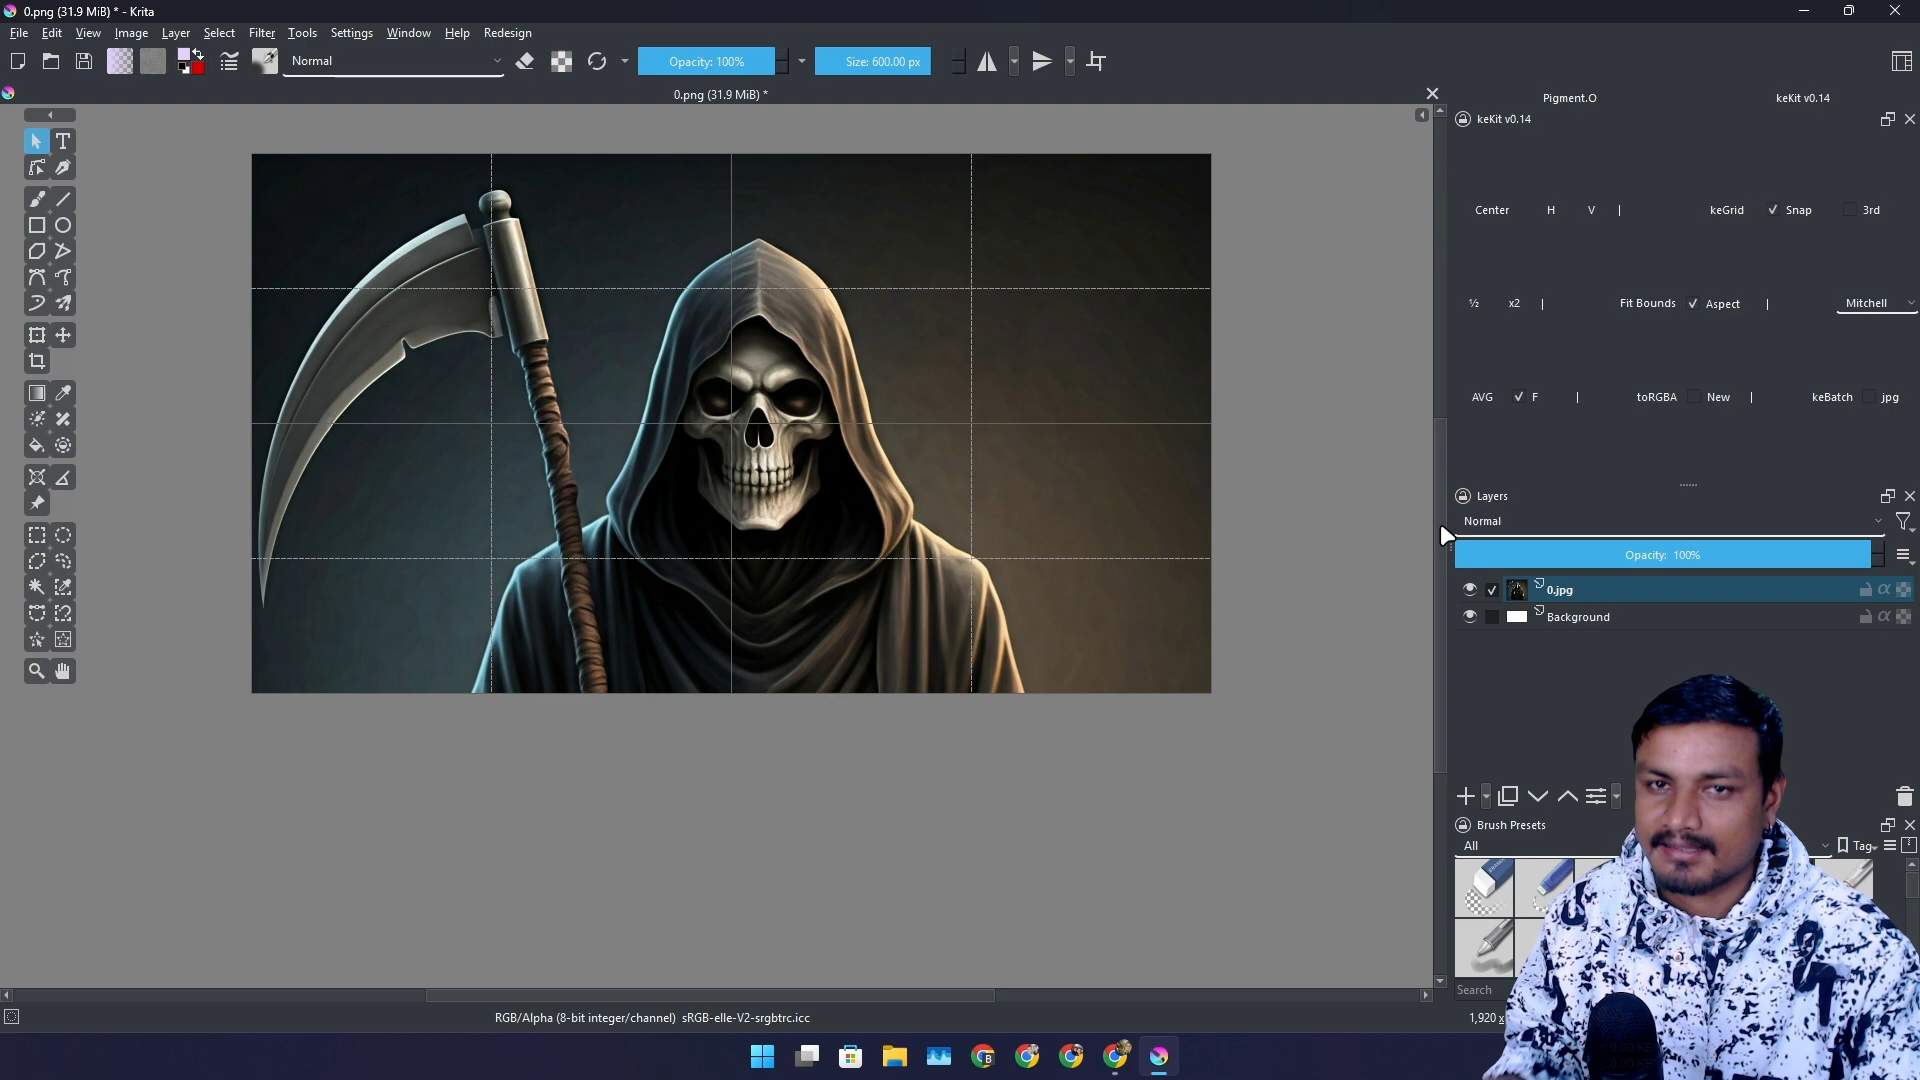 0.png (31.9 MiB) * - Krita
File Edit View Image Layer Select Filter Tools Settings Window Help Redesign
Normal
Opacity: 100%
Size: 600.00 px
0.png (31.9 MiB) *
Pigment.O
keKit v0.14
keKit v0.14
Center H V | keGrid Snap 3rd
½ x2 | Fit Bounds Aspect | Mitchell
AVG F | toRGBA New | keBatch jpg
Layers
Normal
Opacity: 100%
0.jpg
Background
Brush Presets
All
Tag
Search
RGB/Alpha (8-bit integer/channel) sRGB-elle-V2-srgbtrc.icc
1,920 x